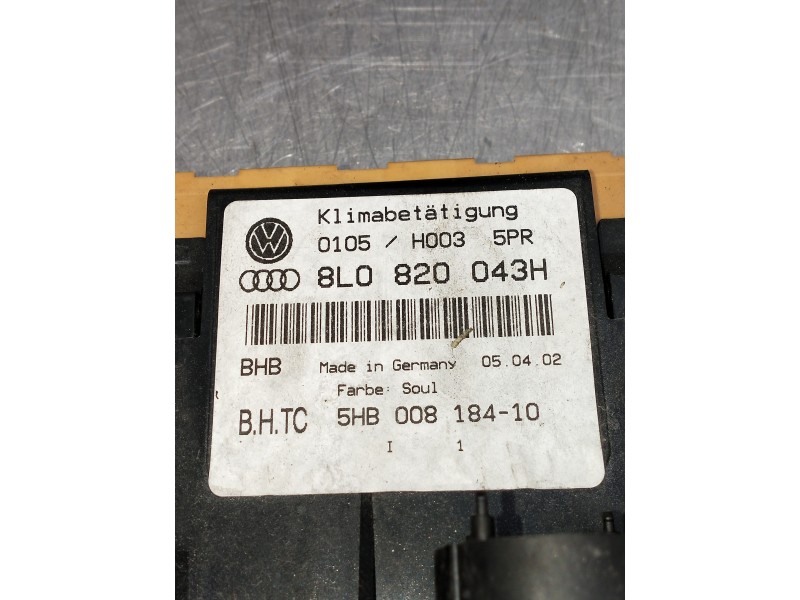 Klimabetätigung
0105 / H003 5PR
8L0 820 043H
BHB Made in Germany 05.04.02
Farbe: Soul
B.H.TC 5HB 008 184-10
I 1